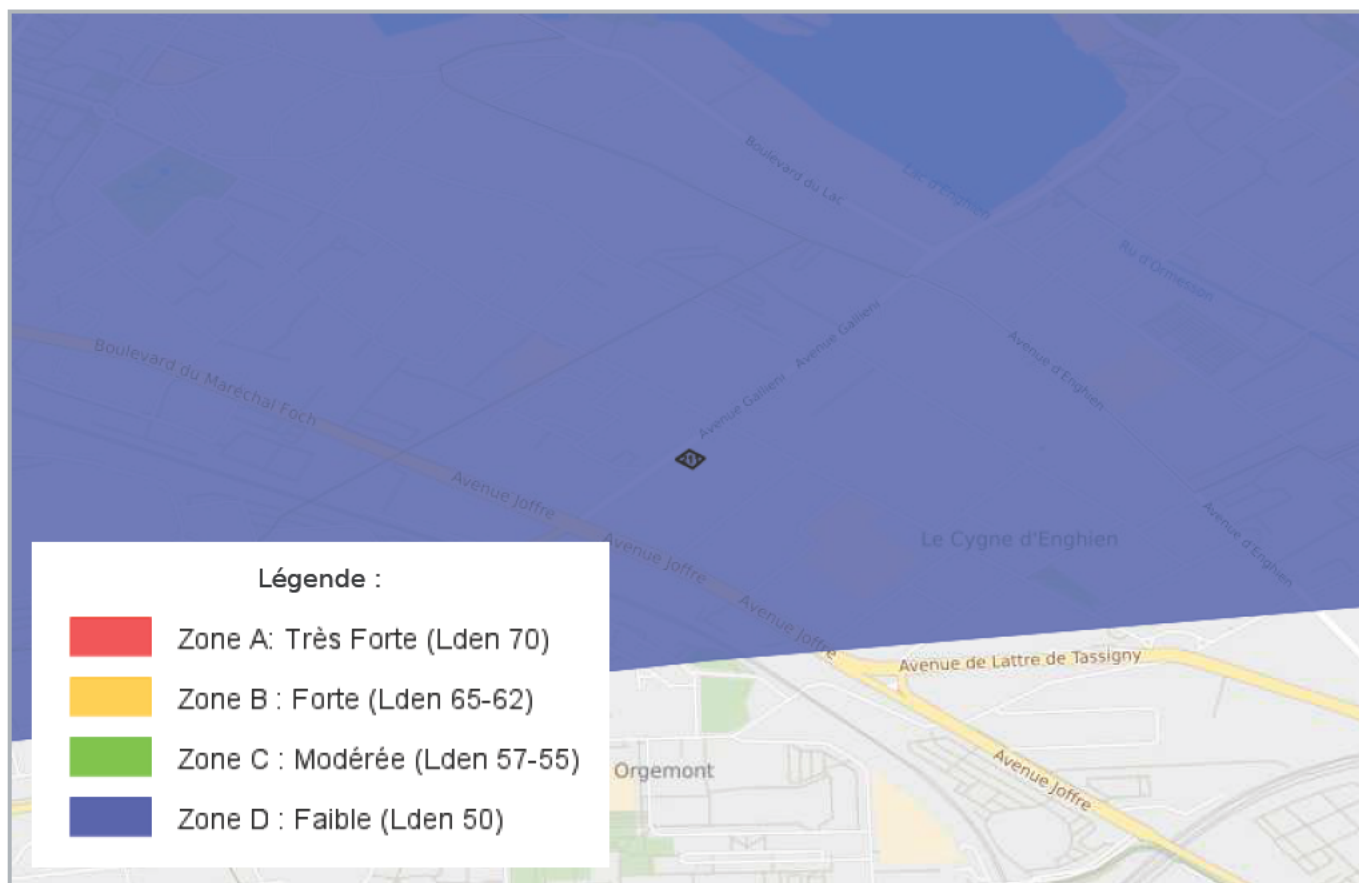 Boulevard du Lac
Lac d'Enghien
Ru d'Ormesson
Avenue Gallieni
Avenue Gallieni
Avenue d'Enghien
Boulevard du Maréchal Foch
Avenue Joffre
Avenue Joffre
Avenue Joffre
Avenue d'Enghien
Le Cygne d'Enghien
Avenue de Lattre de Tassigny
Orgemont
Avenue Joffre
Légende :
Zone A: Très Forte (Lden 70)
Zone B : Forte (Lden 65-62)
Zone C : Modérée (Lden 57-55)
Zone D : Faible (Lden 50)